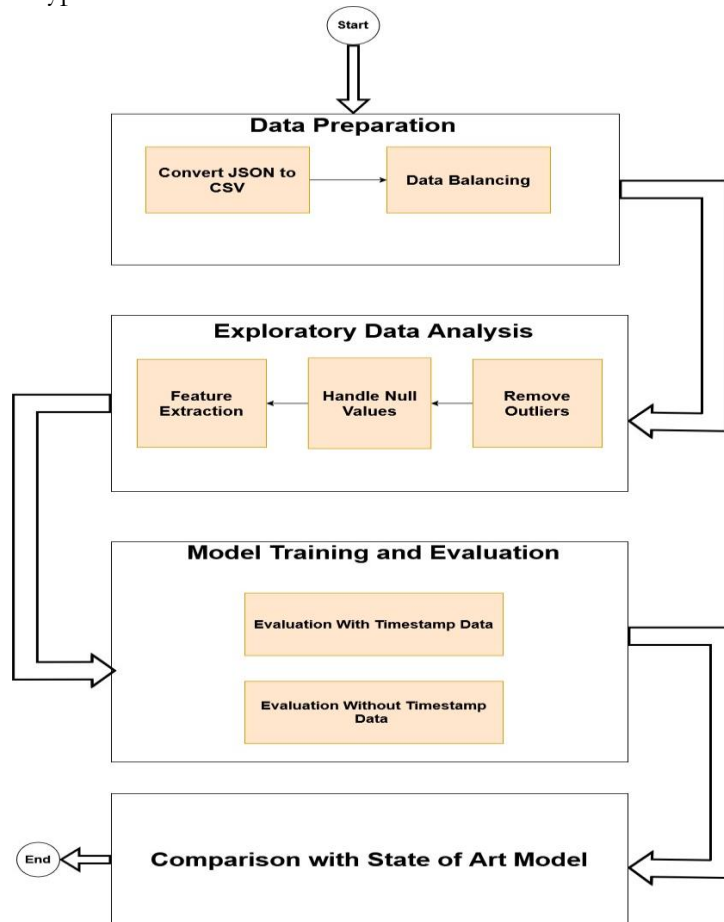 Start
Data Preparation
Convert JSON to
CSV
Data Balancing
Exploratory Data Analysis
Feature
Extraction
Handle Null
Values
Remove
Outliers
Model Training and Evaluation
Evaluation With Timestamp Data
Evaluation Without Timestamp
Data
End
Comparison with State of Art Model